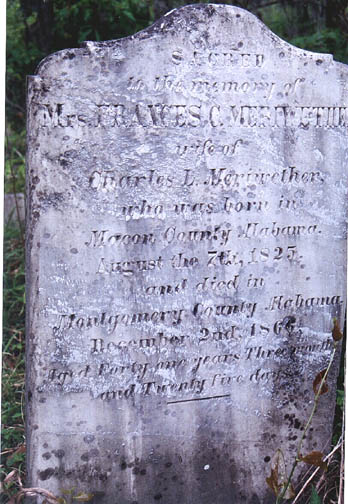 SACRED
to the memory of
Mrs. FRANCES C. MERIWETHER
wife of
Charles L. Meriwether,
who was born in
Macon County Alabama.
August the 7th, 1825,
and died in
Montgomery County Alabama
December 2nd, 1866,
Aged Forty one years Three months
and Twenty five days.